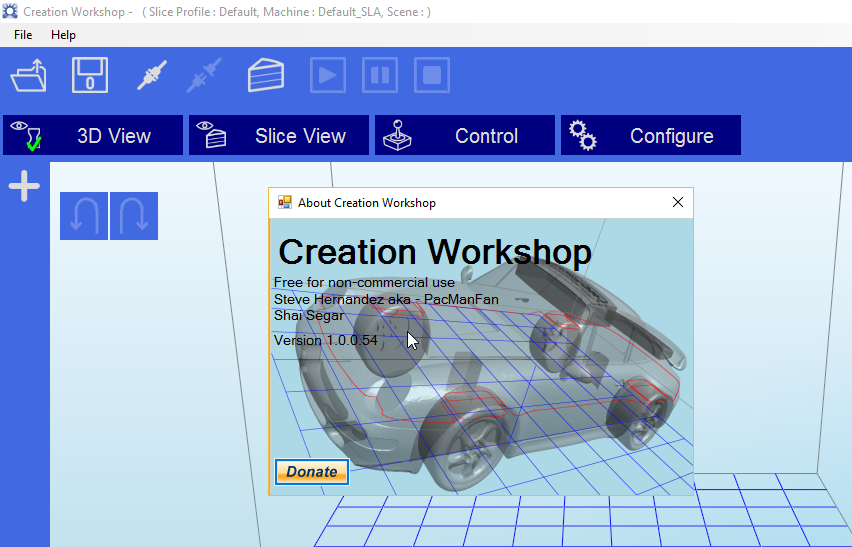 Creation Workshop -   ( Slice Profile : Default, Machine : Default_SLA, Scene : )
File Help
3D View Slice View Control Configure
About Creation Workshop
Creation Workshop
Free for non-commercial use
Steve Hernandez aka - PacManFan
Shai Segar
Version 1.0.0.54
Donate